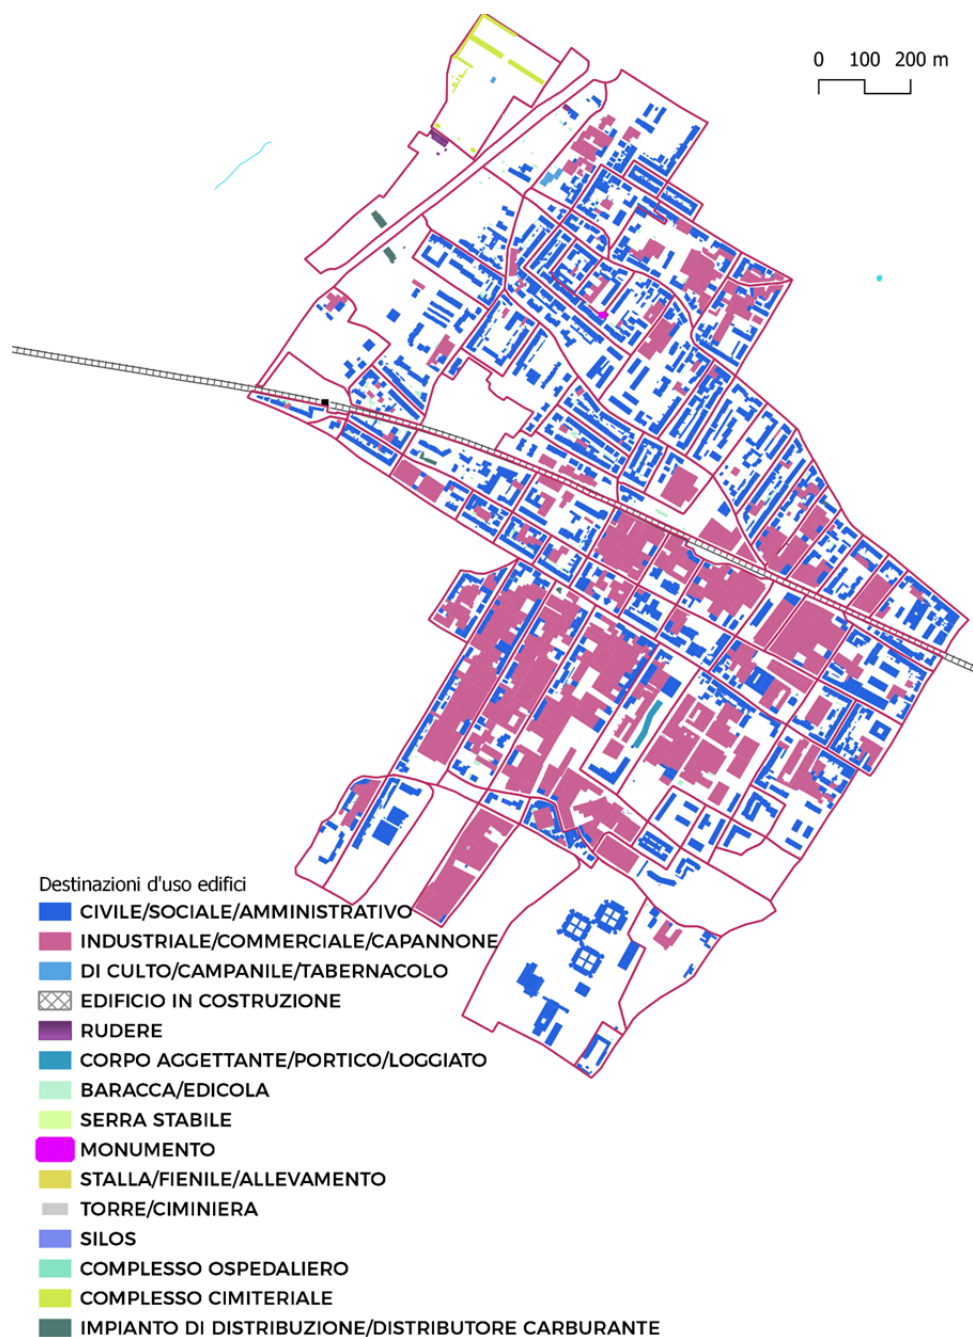 0 100 200 m
Destinazioni d'uso edifici
CIVILE/SOCIALE/AMMINISTRATIVO
INDUSTRIALE/COMMERCIALE/CAPANNONE
DI CULTO/CAMPANILE/TABERNACOLO
EDIFICIO IN COSTRUZIONE
RUDERE
CORPO AGGETTANTE/PORTICO/LOGGIATO
BARACCA/EDICOLA
SERRA STABILE
MONUMENTO
STALLA/FIENILE/ALLEVAMENTO
TORRE/CIMINIERA
SILOS
COMPLESSO OSPEDALIERO
COMPLESSO CIMITERIALE
IMPIANTO DI DISTRIBUZIONE/DISTRIBUTORE CARBURANTE